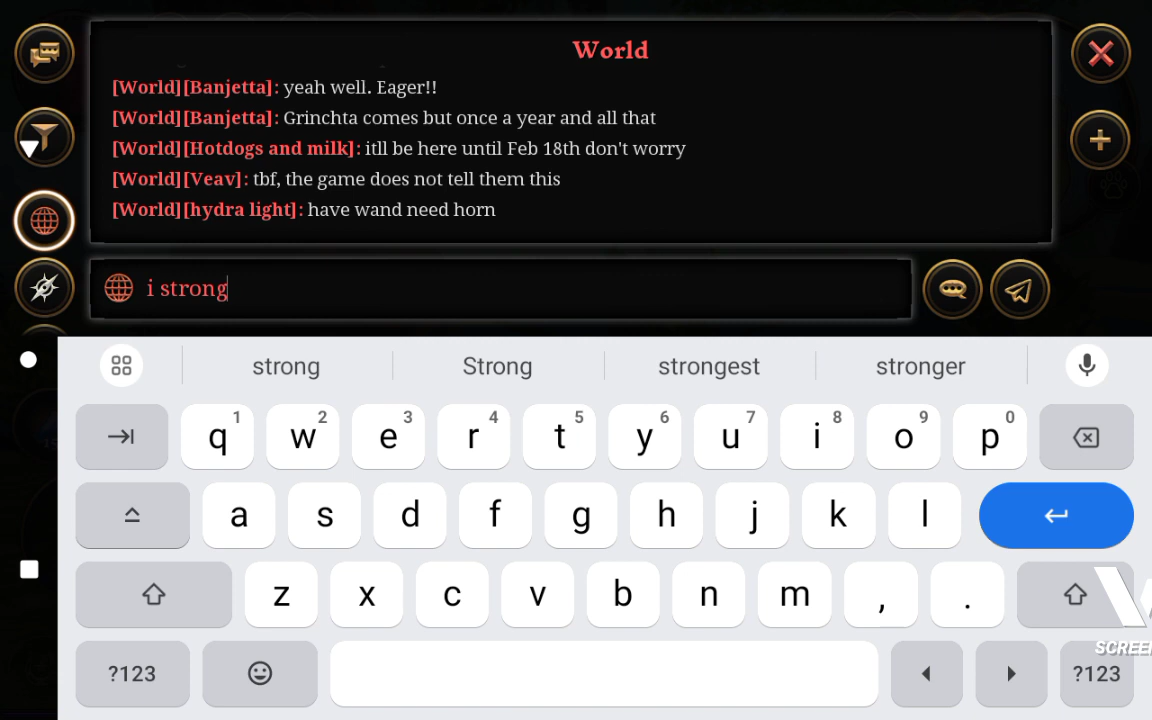 World
[World][Banjetta]: yeah well. Eager!!
[World][Banjetta]: Grinchta comes but once a year and all that
[World][Hotdogs and milk]: itll be here until Feb 18th don't worry
[World][Veav]: tbf, the game does not tell them this
[World][hydra light]: have wand need horn
i strong
strong Strong strongest stronger
q 1 w 2 e 3 r 4 t 5 y 6 u 7 i 8 o 9 p 0
a s d f g h j k l
z x c v b n m , .
?123 ?123